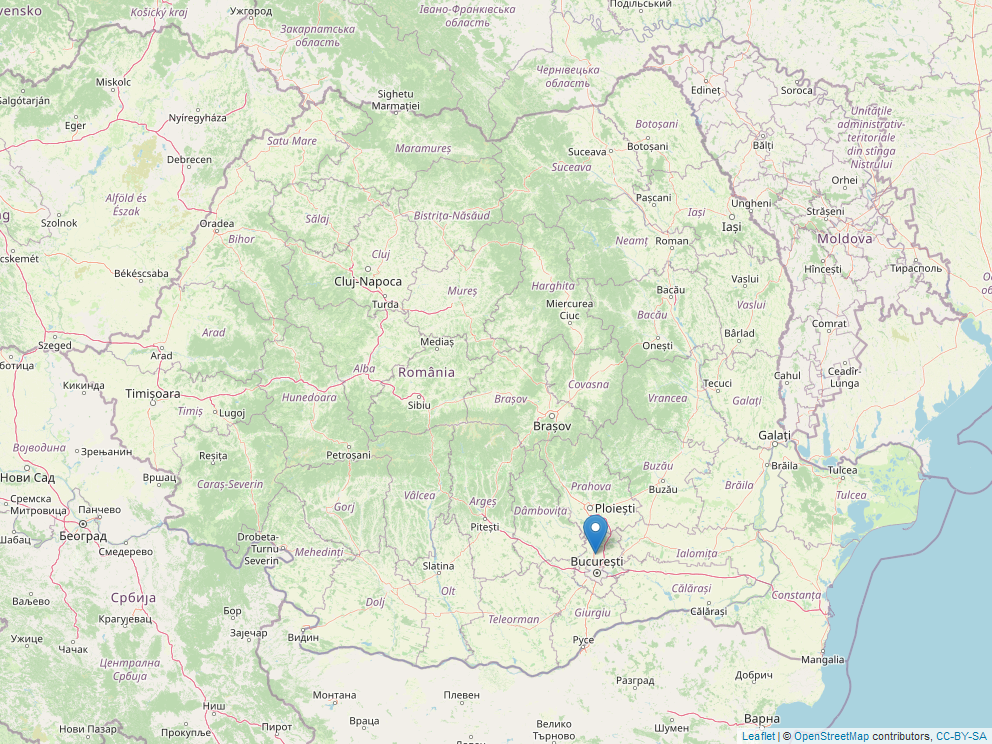 vensko
Košický kraj
Ужгород
Івано-Франківська
область
Подільський
Закарпатська
область
Miskolc
Salgótarján
Sighetu
Marmației
Чернівецька
область
Edineț
Soroca
Eger
Nyíregyháza
Satu Mare
Maramureș
Botoșani
Botoșani
Bălți
Unitățile
administrativ-
teritoriale
din stînga
Nistrului
Debrecen
Suceava
Suceava
Orhei
Alföld és
Észak
Sălaj
Bistrița-Năsăud
Pașcani
Ungheni
Iași
Iași
Strășeni
g
Szolnok
Oradea
Bihor
Neamț
Roman
Moldova
cskemét
Békéscsaba
Cluj
Cluj-Napoca
Hîncești
Тирасполь
Turda
Mureș
Harghita
Miercurea
Ciuc
Bacău
Bacău
Vaslui
Vaslui
Arad
Comrat
Szeged
Arad
Mediaș
Onești
Bârlad
ботица
Кикинда
Alba
România
Covasna
Tecuci
Cahul
Ceadîr-
Lunga
Timișoara
Timiș
Lugoj
Hunedoara
Sibiu
Brașov
Brașov
Vrancea
Galați
Galați
Војводина
Зрењанин
Reșița
Petroșani
Нови Сад
Вршац
Caraș-Severin
Buzău
Buzău
Brăila
Brăila
Tulcea
Tulcea
Сремска
Митровица
Панчево
Gorj
Vâlcea
Argeș
Prahova
Dâmbovița
Ploiești
Шабац
Београд
Смедерево
Drobeta-
Turnu-
Severin
Mehedinți
Pitești
București
Ialomița
Slatina
Olt
Dolj
Călărași
Călărași
Constanța
Ваљево
Србија
Крагујевац
Бор
Зајечар
Видин
Teleorman
Giurgiu
Русе
Mangalia
Ужице
Чачак
Централна
Србија
Ниш
Монтана
Плевен
Разград
Добрич
Нови Пазар
Прокупље
Пирот
Враца
Велико
Търново
Шумен
Варна
Leaflet | © OpenStreetMap contributors, CC-BY-SA